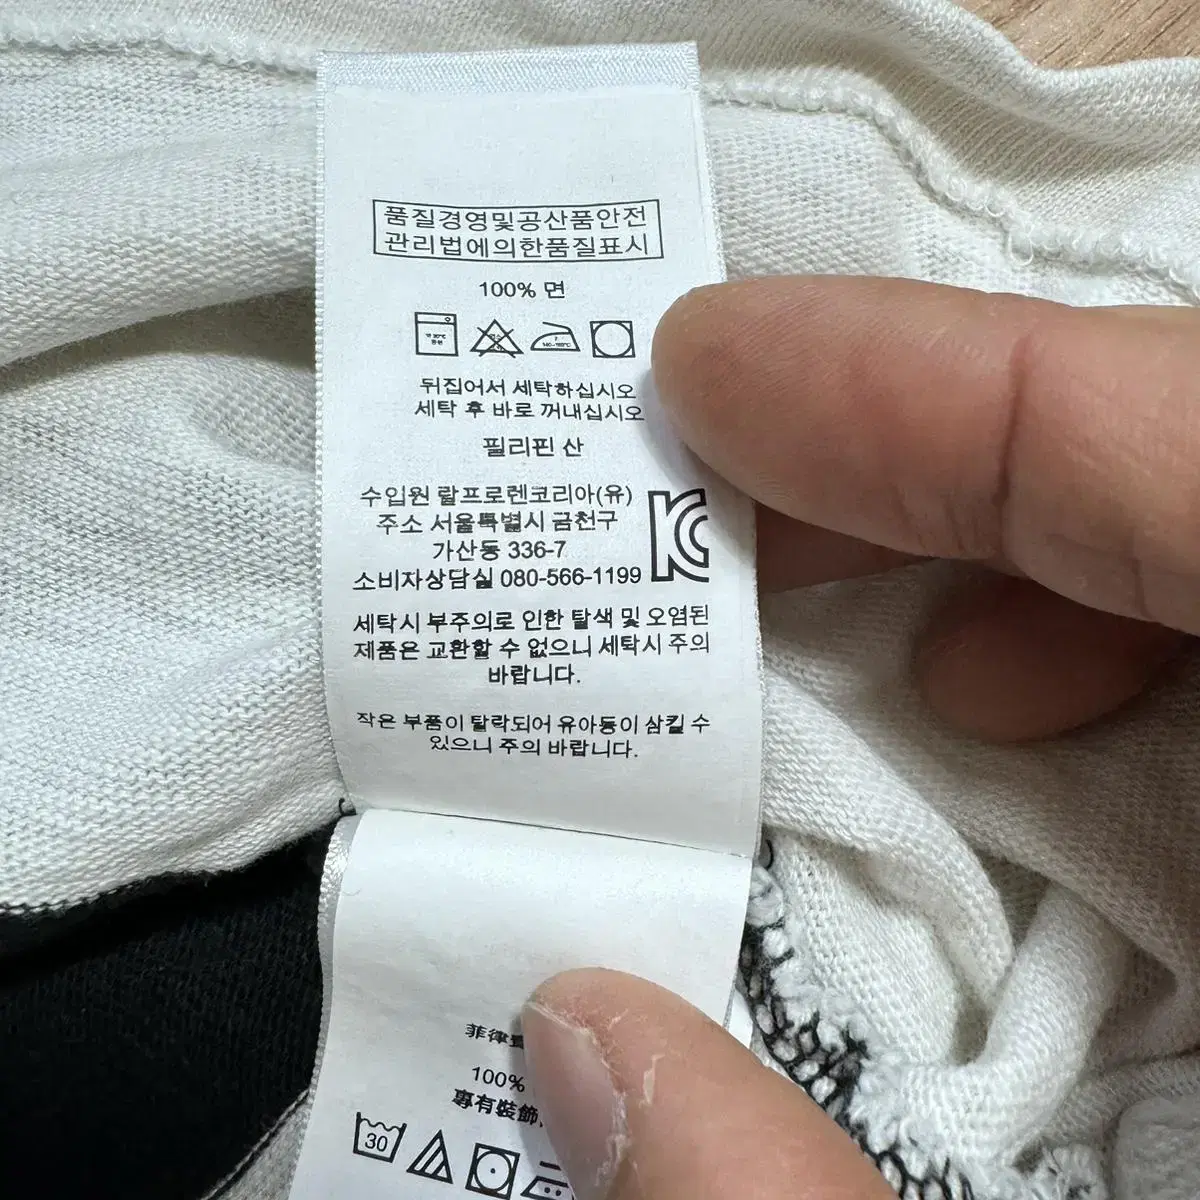 품질경영및공산품안전
관리법에의한품질표시
100% 면
뒤집어서 세탁하십시오
세탁 후 바로 꺼내십시오
필리핀 산
수입원 랄프로렌코리아(유)
주소 서울특별시 금천구
가산동 336-7
소비자상담실 080-566-1199
세탁시 부주의로 인한 탈색 및 오염된
제품은 교환할 수 없으니 세탁시 주의
바랍니다.
작은 부품이 탈락되어 유아등이 삼킬 수
있으니 주의 바랍니다.
菲律
100%
專有裝飾
30